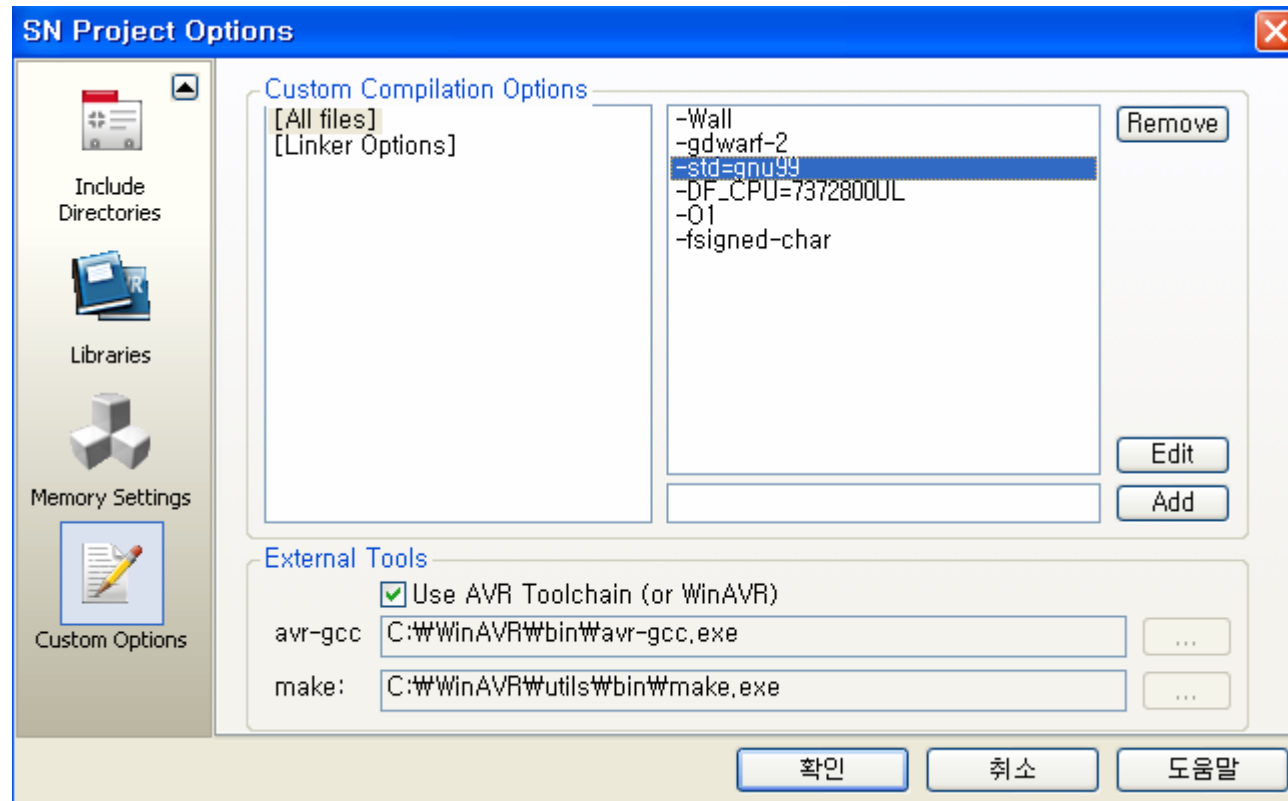 SN Project Options
Include
Directories
Libraries
Memory Settings
Custom Options
Custom Compilation Options
[All files]
[Linker Options]
-Wall
-gdwarf-2
-std=gnu99
-DF_CPU=7372800UL
-O1
-fsigned-char
Remove
Edit
Add
External Tools
Use AVR Toolchain (or WinAVR)
avr-gcc C:₩WinAVR₩bin₩avr-gcc.exe ...
make: C:₩WinAVR₩utils₩bin₩make.exe ...
확인 취소 도움말